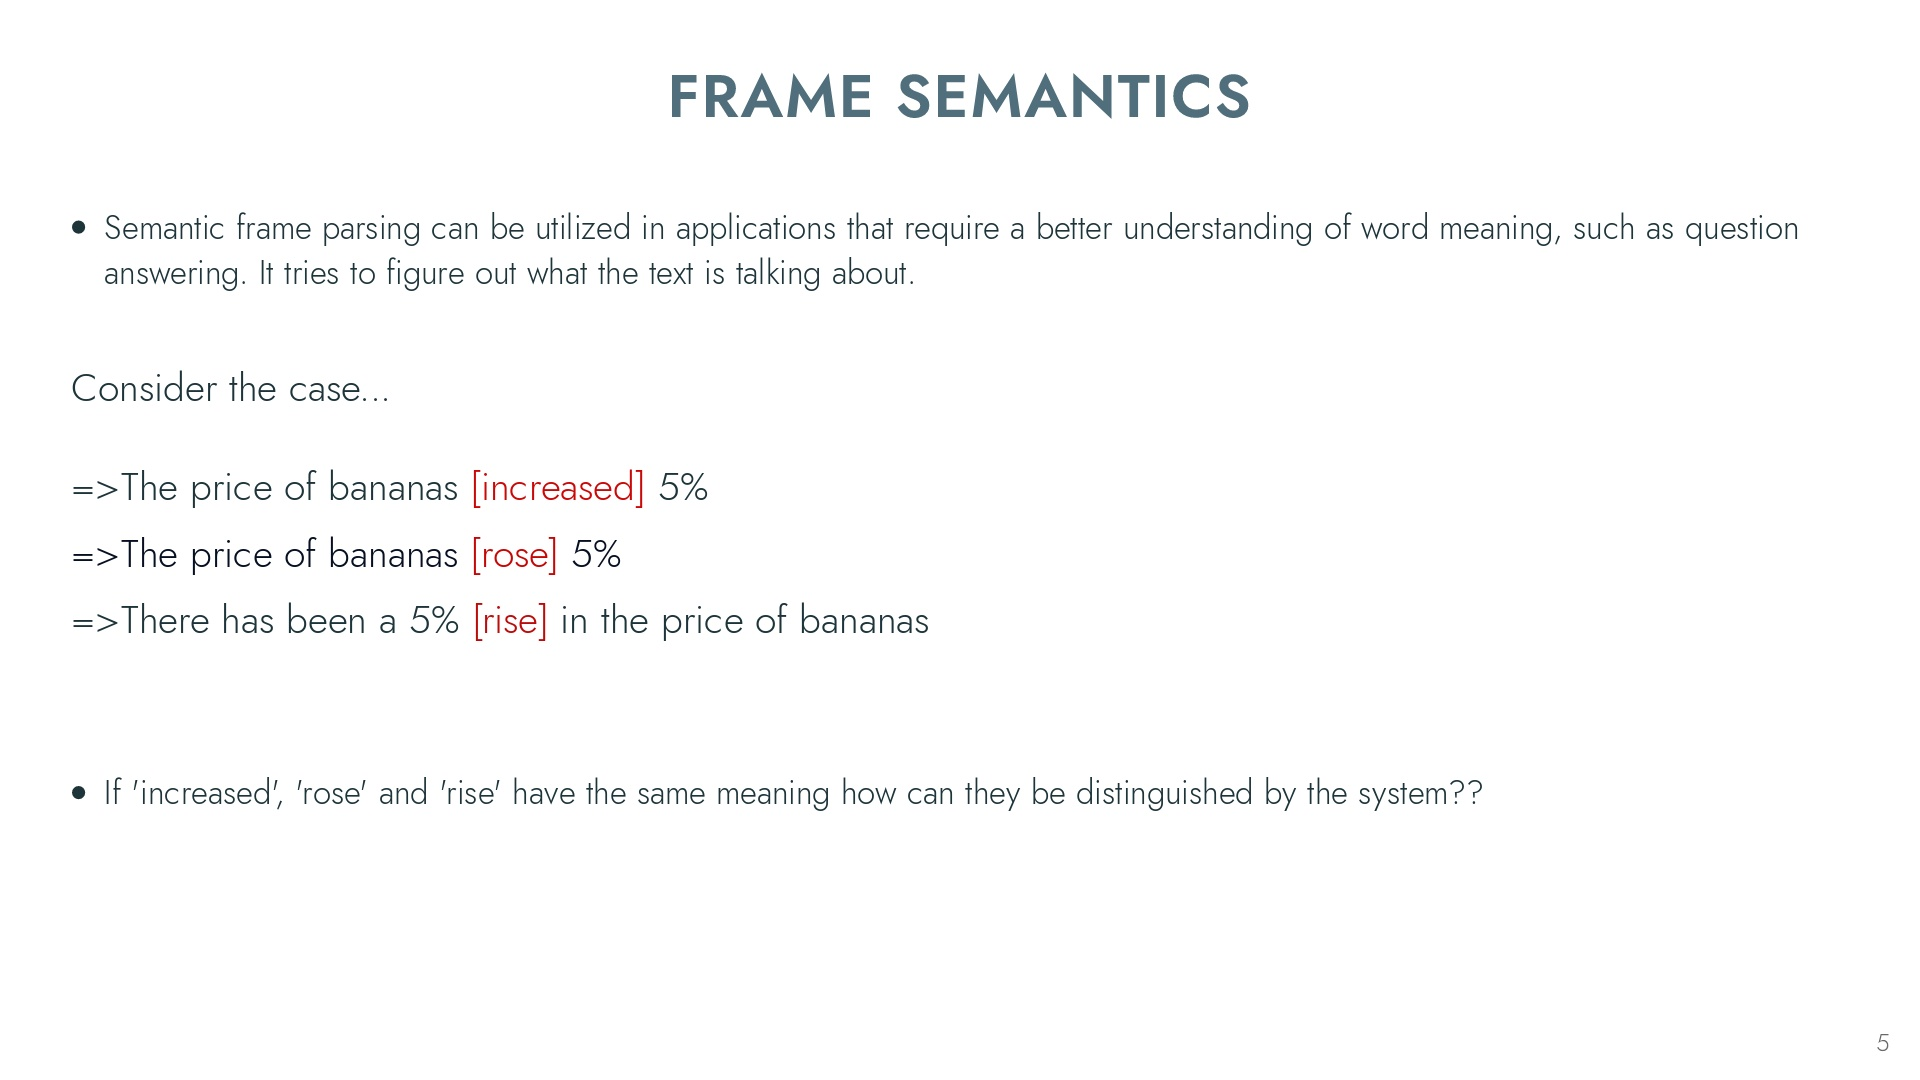 FRAME SEMANTICS
• Semantic frame parsing can be utilized in applications that require a better understanding of word meaning, such as question
answering. It tries to figure out what the text is talking about.
Consider the case...
=>The price of bananas [increased] 5%
=>The price of bananas [rose] 5%
=>There has been a 5% [rise] in the price of bananas
• If 'increased', 'rose' and 'rise' have the same meaning how can they be distinguished by the system??
5